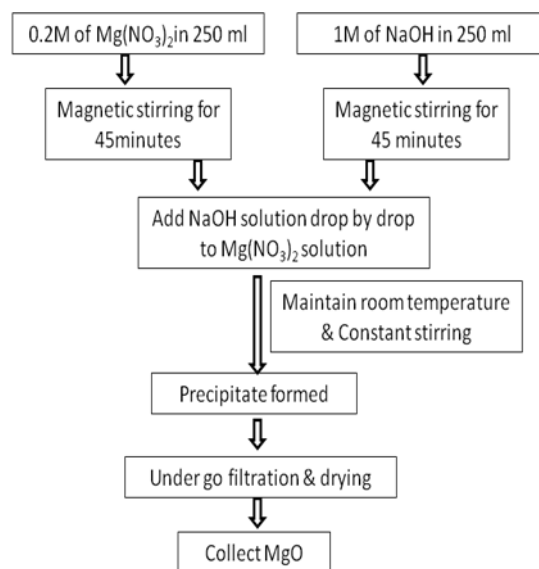 0.2M of Mg(NO₃)₂in 250 ml
1M of NaOH in 250 ml
Magnetic stirring for
45minutes
Magnetic stirring for
45 minutes
Add NaOH solution drop by drop
to Mg(NO₃)₂ solution
Maintain room temperature
& Constant stirring
Precipitate formed
Under go filtration & drying
Collect MgO